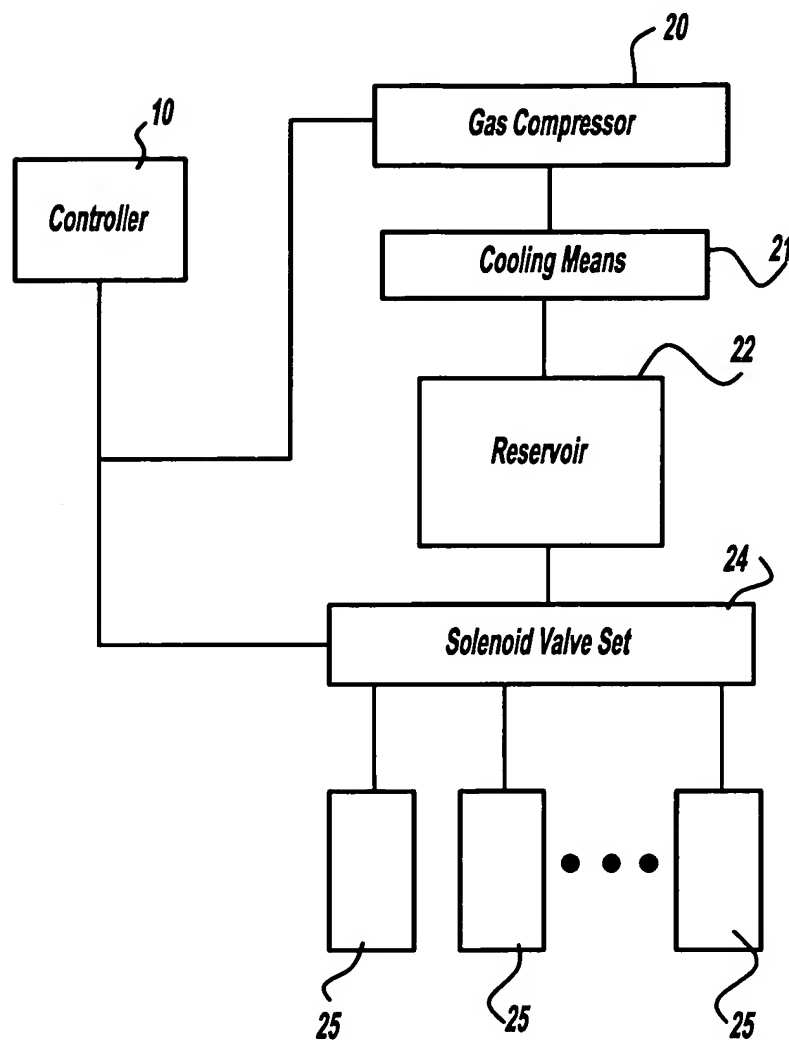 20
Gas Compressor
10
Controller
21
Cooling Means
22
Reservoir
24
Solenoid Valve Set
25
25
25